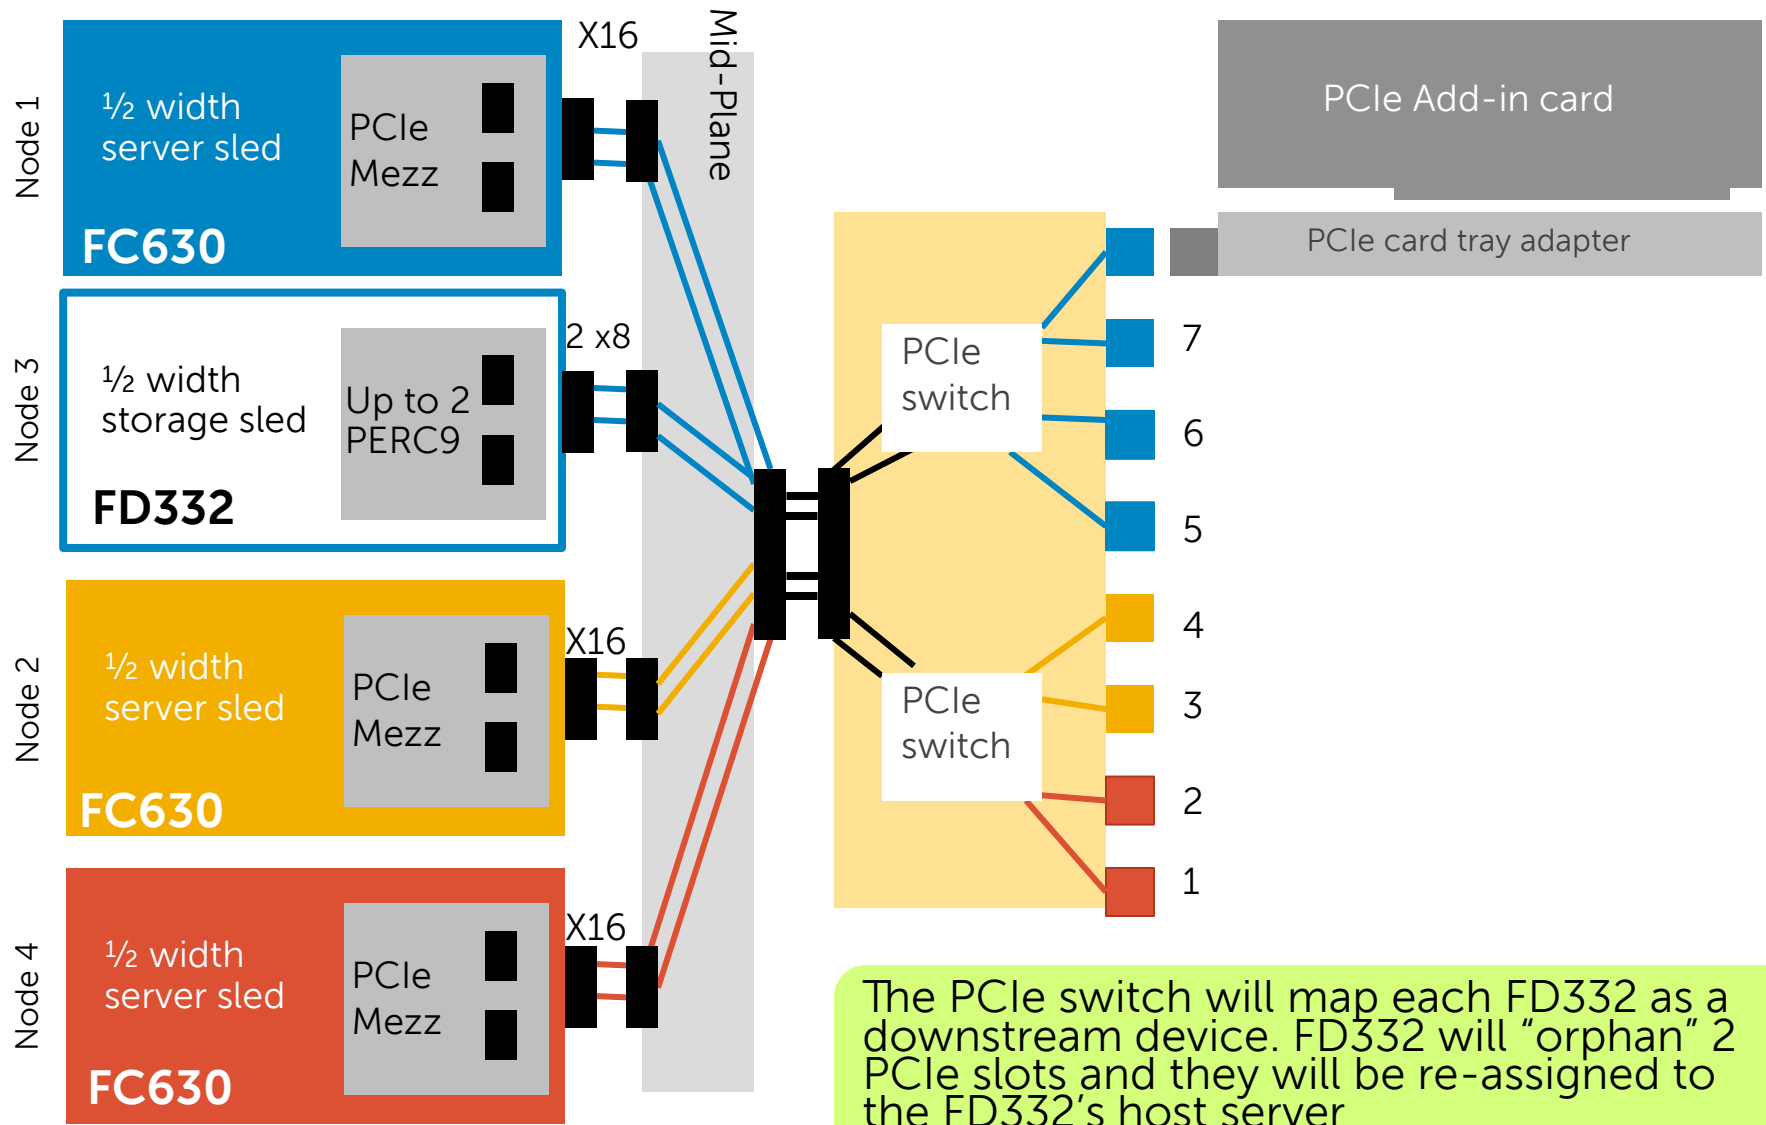 Node 1
½ width
server sled
FC630
PCIe
Mezz
X16
Mid-Plane
Node 3
½ width
storage sled
FD332
Up to 2
PERC9
2 x8
Node 2
½ width
server sled
FC630
PCIe
Mezz
X16
Node 4
½ width
server sled
FC630
PCIe
Mezz
X16
PCIe
switch
PCIe
switch
PCIe Add-in card
PCIe card tray adapter
7
6
5
4
3
2
1
The PCIe switch will map each FD332 as a
downstream device. FD332 will “orphan” 2
PCIe slots and they will be re-assigned to
the FD332’s host server